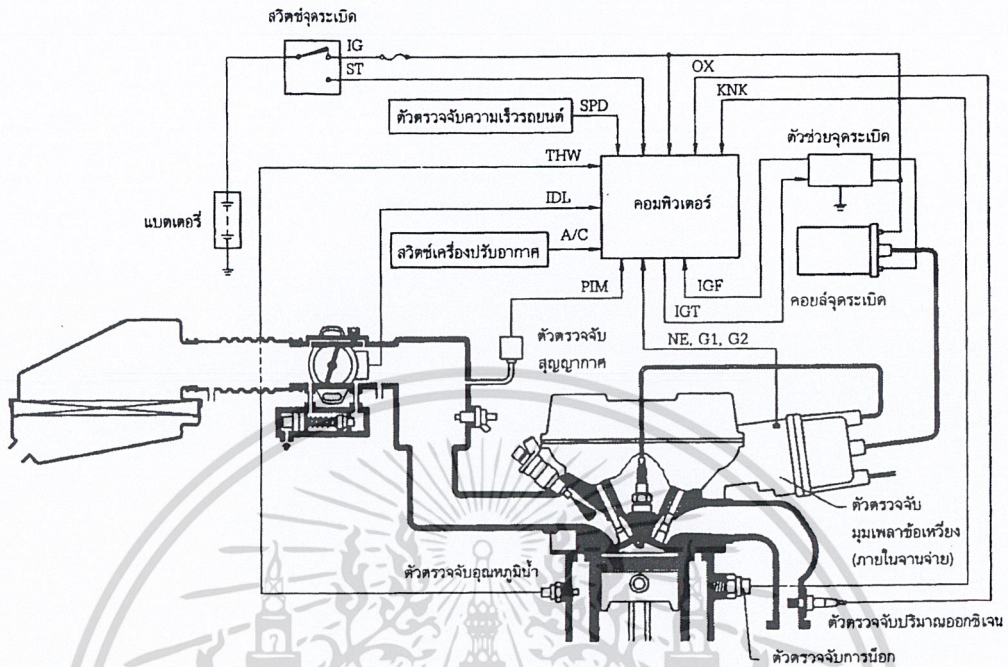 สวิตช์จุดระเบิด
IG
ST
OX
KNK
ตัวตรวจจับความเร็วรถยนต์
SPD
ตัวช่วยจุดระเบิด
THW
แบตเตอรี่
IDL
คอมพิวเตอร์
สวิตช์เครื่องปรับอากาศ
A/C
PIM
IGF
IGT
คอยล์จุดระเบิด
ตัวตรวจจับ
สุญญากาศ
NE, G1, G2
ตัวตรวจจับ
มุมเพลาข้อเหวี่ยง
(ภายในจานจ่าย)
ตัวตรวจจับอุณหภูมิน้ำ
ตัวตรวจจับปริมาณออกซิเจน
ตัวตรวจจับการน็อก